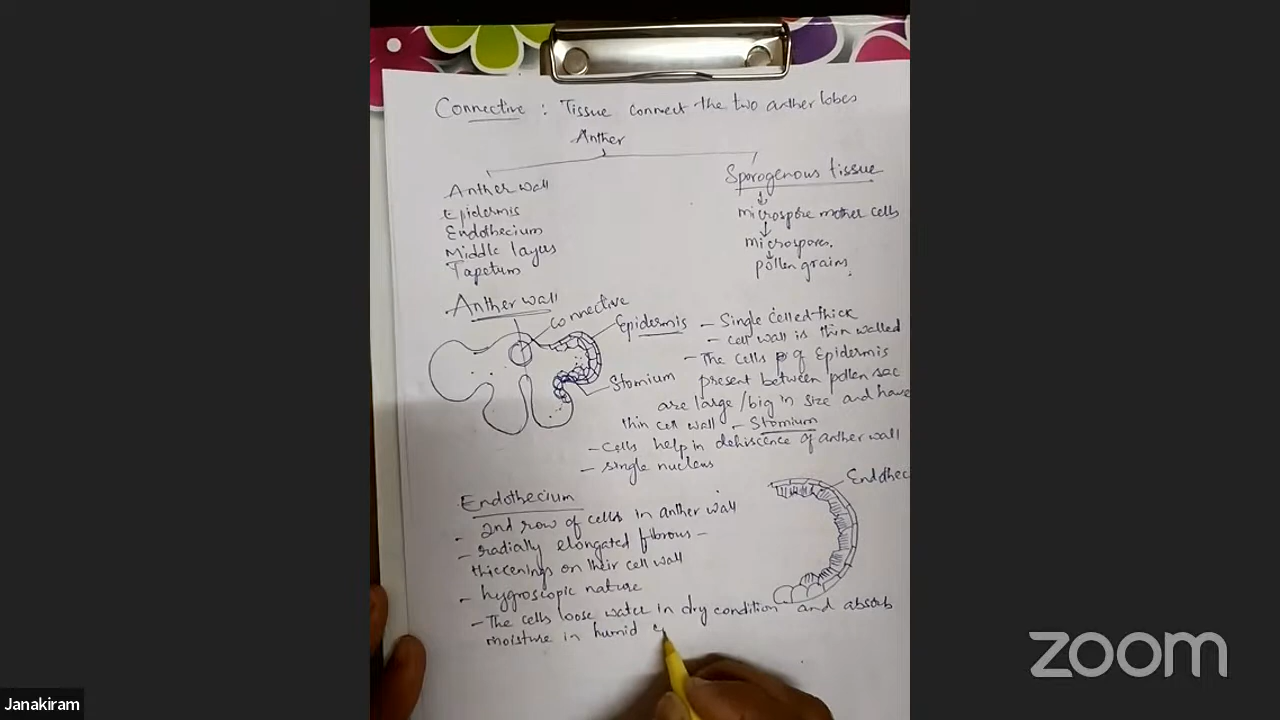 Connective : Tissue connect the two anther lobes
Anther
Anther wall
Epidermis
Endothecium
Middle layers
Tapetum
Sporogenous tissue
microspore mother cells
microspores.
pollen grains
Anther wall
connective
Epidermis
Stomium
- Single celled thick
- cell wall is thin walled
- The cells of Epidermis
present between pollen sac
are large / big in size and have
thin cell wall - Stomium
- Cells help in dehiscence of anther wall
- single nucleus
Endothecium
- 2nd row of cells in anther wall
- radially elongated fibrous -
thiccenings on their cell wall
- hygroscopic nature
- The cells loose water in dry condition and absorb
moisture in humid
Endotheci
zoom
Janakiram